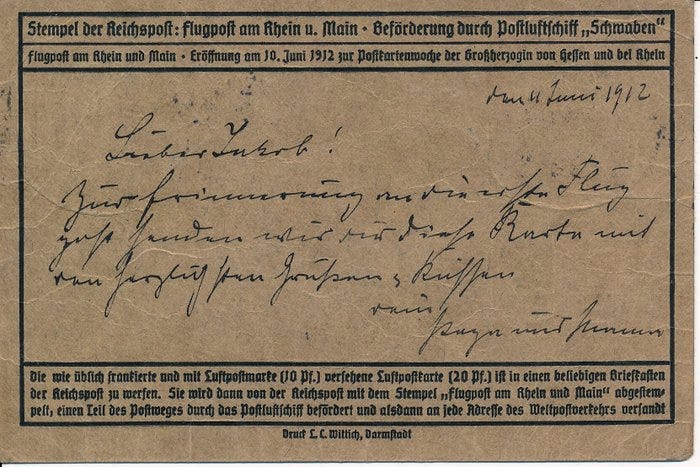 Stempel der Reichspost: Flugpost am Rhein u. Main · Beförderung durch Postluftschiff „Schwaben“
Flugpost am Rhein und Main · Eröffnung am 10. Juni 1912 zur Postkartenwoche der Großherzogin von Hessen und bei Rhein
den 11 Juni 1912
Lieber Jakob!
Zur Erinnerung an die erste Flug
post senden wir dir diese Karte mit
den herzlichsten Grüßen & Küssen
dein
Papa und Mama
Die wie üblich frankierte und mit Luftpostmarke (10 Pf.) versehene Luftpostkarte (20 Pf.) ist in einen beliebigen Briefkasten
der Reichspost zu werfen. Sie wird dann von der Reichspost mit dem Stempel „Flugpost am Rhein und Main“ abgestem-
pelt, einen Teil des Postweges durch das Postluftschiff befördert und alsdann an jede Adresse des Weltpostverkehrs versandt
Druck L. C. Wittich, Darmstadt